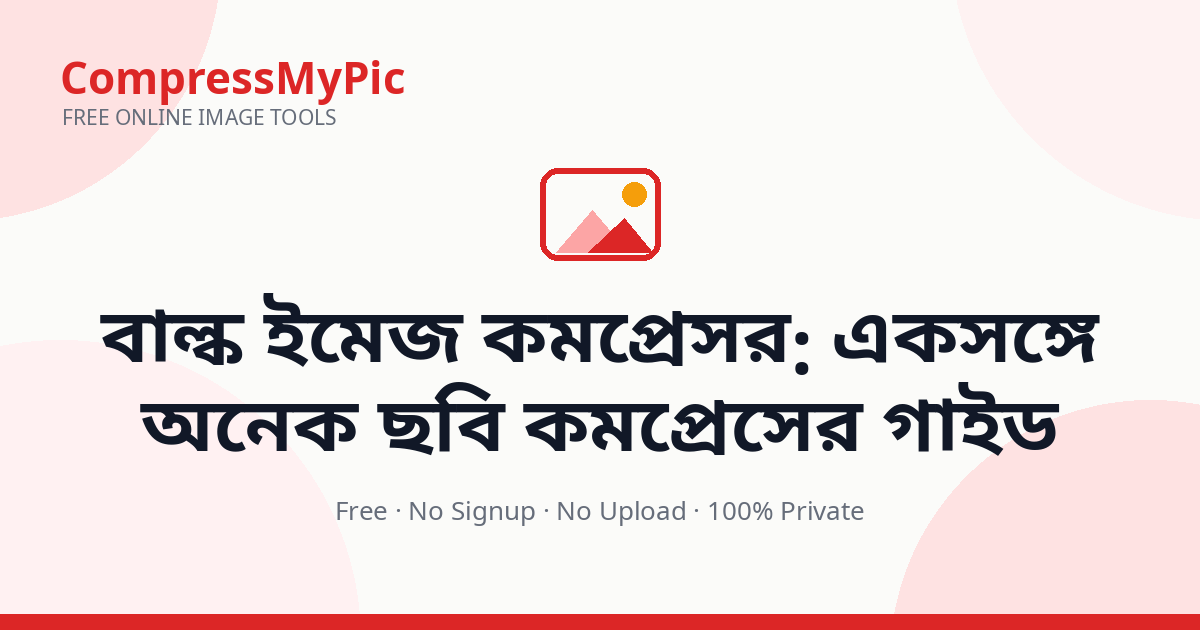 CompressMyPic
FREE ONLINE IMAGE TOOLS
বাল্ক ইমেজ কমপ্রেসর: একসঙ্গে
অনেক ছবি কমপ্রেসের গাইড
Free · No Signup · No Upload · 100% Private